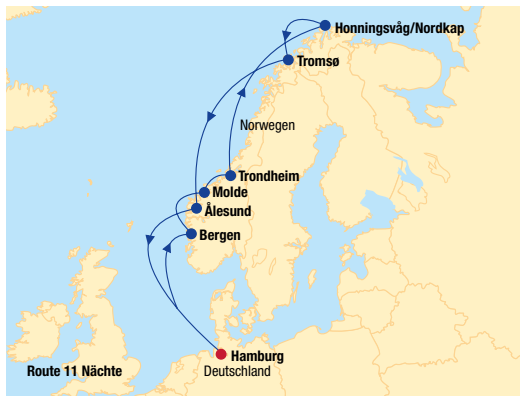 Honningsvåg/Nordkap
Tromsø
Norwegen
Trondheim
Molde
Ålesund
Bergen
Hamburg
Deutschland
Route 11 Nächte